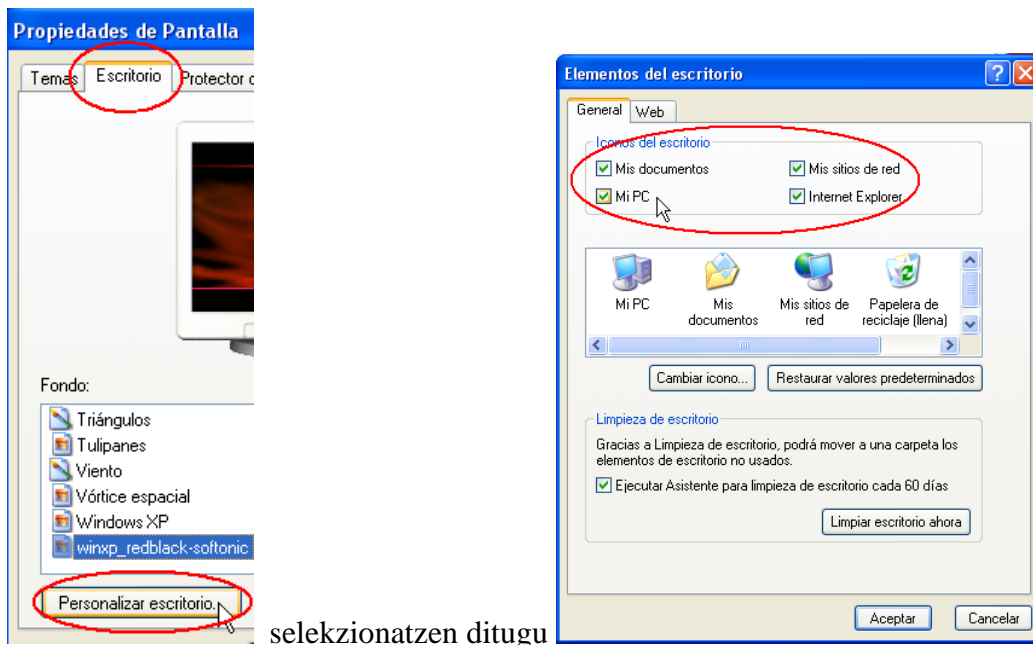 Propiedades de Pantalla
Temas Escritorio Protector
Fondo:
Triángulos
Tulipanes
Viento
Vórtice espacial
Windows XP
winxp_redblack-softonic
Personalizar escritorio...
selekzionatzen ditugu
Elementos del escritorio
General Web
Iconos del escritorio
Mis documentos Mis sitios de red
Mi PC Internet Explorer
Mi PC Mis documentos Mis sitios de red Papelera de reciclaje (llena)
Cambiar icono... Restaurar valores predeterminados
Limpieza de escritorio
Gracias a Limpieza de escritorio, podrá mover a una carpeta los
elementos de escritorio no usados.
Ejecutar Asistente para limpieza de escritorio cada 60 días
Limpiar escritorio ahora
Aceptar Cancelar